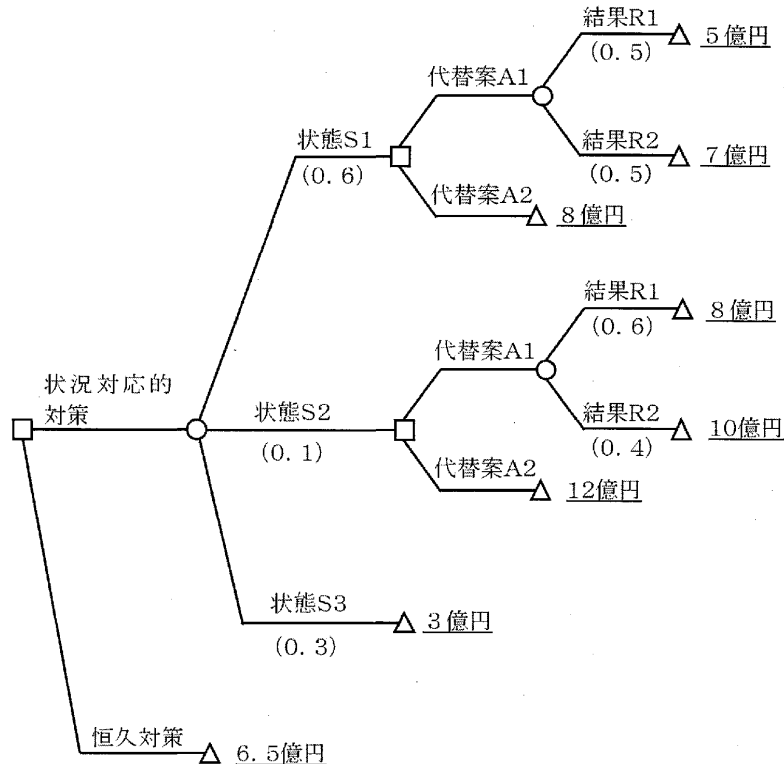 結果R1
(0.5)
5億円
代替案A1
結果R2
(0.5)
7億円
状態S1
(0.6)
代替案A2
8億円
結果R1
(0.6)
8億円
代替案A1
結果R2
(0.4)
10億円
状況対応的
対策
状態S2
(0.1)
代替案A2
12億円
状態S3
(0.3)
3億円
恒久対策
6.5億円